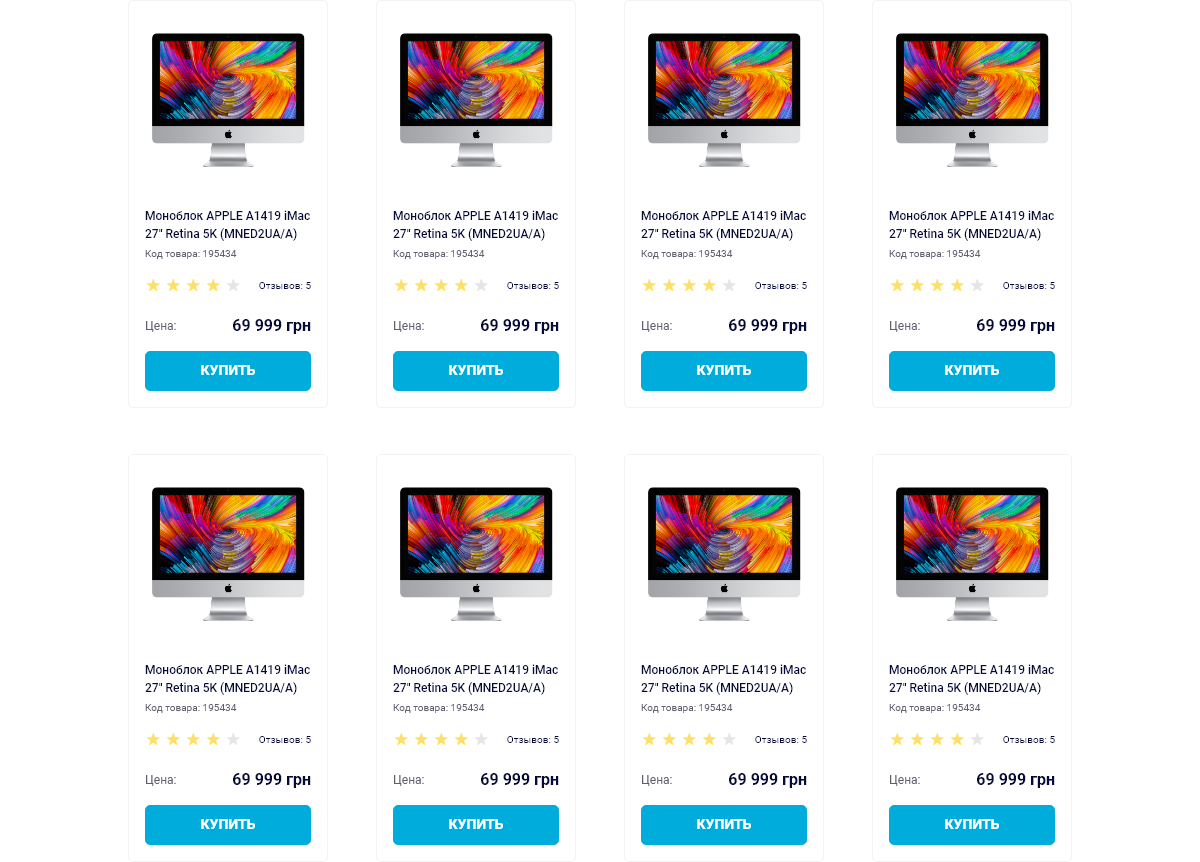 Моноблок APPLE A1419 iMac
27" Retina 5K (MNED2UA/A)
Код товара: 195434
Отзывов: 5
Цена: 69 999 грн
КУПИТЬ
Моноблок APPLE A1419 iMac
27" Retina 5K (MNED2UA/A)
Код товара: 195434
Отзывов: 5
Цена: 69 999 грн
КУПИТЬ
Моноблок APPLE A1419 iMac
27" Retina 5K (MNED2UA/A)
Код товара: 195434
Отзывов: 5
Цена: 69 999 грн
КУПИТЬ
Моноблок APPLE A1419 iMac
27" Retina 5K (MNED2UA/A)
Код товара: 195434
Отзывов: 5
Цена: 69 999 грн
КУПИТЬ
Моноблок APPLE A1419 iMac
27" Retina 5K (MNED2UA/A)
Код товара: 195434
Отзывов: 5
Цена: 69 999 грн
КУПИТЬ
Моноблок APPLE A1419 iMac
27" Retina 5K (MNED2UA/A)
Код товара: 195434
Отзывов: 5
Цена: 69 999 грн
КУПИТЬ
Моноблок APPLE A1419 iMac
27" Retina 5K (MNED2UA/A)
Код товара: 195434
Отзывов: 5
Цена: 69 999 грн
КУПИТЬ
Моноблок APPLE A1419 iMac
27" Retina 5K (MNED2UA/A)
Код товара: 195434
Отзывов: 5
Цена: 69 999 грн
КУПИТЬ